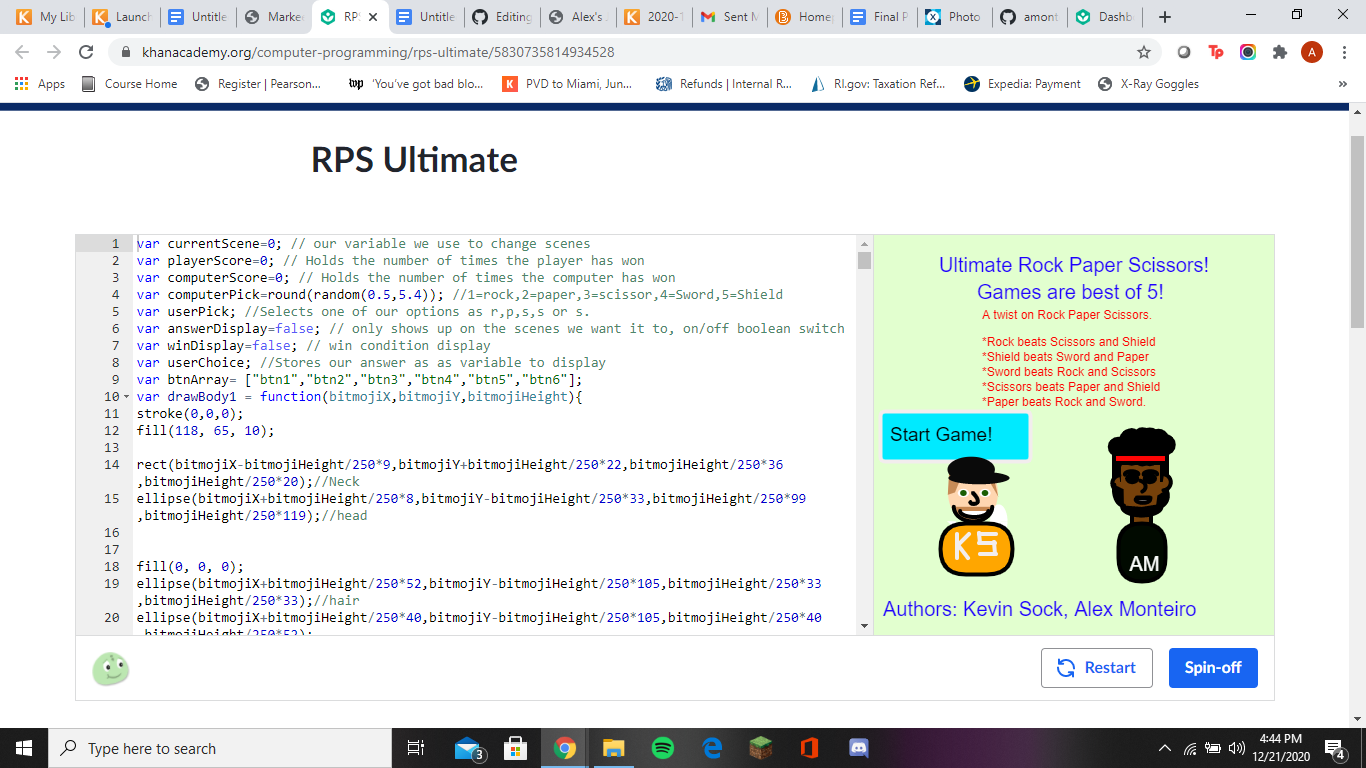 My Lib
Launch
Untitle
Marke
RPS
Untitle
Editing
Alex's
2020-1
Sent M
Home
Final P
Photo
amont
Dashb
khanacademy.org/computer-programming/rps-ultimate/5830735814934528
Tp
A
Apps
Course Home
Register | Pearson...
'You've got bad blo...
PVD to Miami, Jun...
Refunds | Internal R...
RI.gov: Taxation Ref...
Expedia: Payment
X-Ray Goggles
»
RPS Ultimate
1 var currentScene=0; // our variable we use to change scenes
2 var playerScore=0; // Holds the number of times the player has won
3 var computerScore=0; // Holds the number of times the computer has won
4 var computerPick=round(random(0.5,5.4)); //1=rock,2=paper,3=scissor,4=Sword,5=Shield
5 var userPick; //Selects one of our options as r,p,s,s or s.
6 var answerDisplay=false; // only shows up on the scenes we want it to, on/off boolean switch
7 var winDisplay=false; // win condition display
8 var userChoice; //Stores our answer as as variable to display
9 var btnArray= ["btn1","btn2","btn3","btn4","btn5","btn6"];
10 var drawBody1 = function(bitmojiX,bitmojiY,bitmojiHeight){
11 stroke(0,0,0);
12 fill(118, 65, 10);
13
14 rect(bitmojiX-bitmojiHeight/250*9,bitmojiY+bitmojiHeight/250*22,bitmojiHeight/250*36
,bitmojiHeight/250*20);//Neck
15 ellipse(bitmojiX+bitmojiHeight/250*8,bitmojiY-bitmojiHeight/250*33,bitmojiHeight/250*99
,bitmojiHeight/250*119);//head
16
17
18 fill(0, 0, 0);
19 ellipse(bitmojiX+bitmojiHeight/250*52,bitmojiY-bitmojiHeight/250*105,bitmojiHeight/250*33
,bitmojiHeight/250*33);//hair
20 ellipse(bitmojiX+bitmojiHeight/250*40,bitmojiY-bitmojiHeight/250*105,bitmojiHeight/250*40
,bitmojiHeight/250*52);
Ultimate Rock Paper Scissors!
Games are best of 5!
A twist on Rock Paper Scissors.
*Rock beats Scissors and Shield
*Shield beats Sword and Paper
*Sword beats Rock and Scissors
*Scissors beats Paper and Shield
*Paper beats Rock and Sword.
Start Game!
KS
AM
Authors: Kevin Sock, Alex Monteiro
Restart
Spin-off
Type here to search
3
4:44 PM
12/21/2020
4